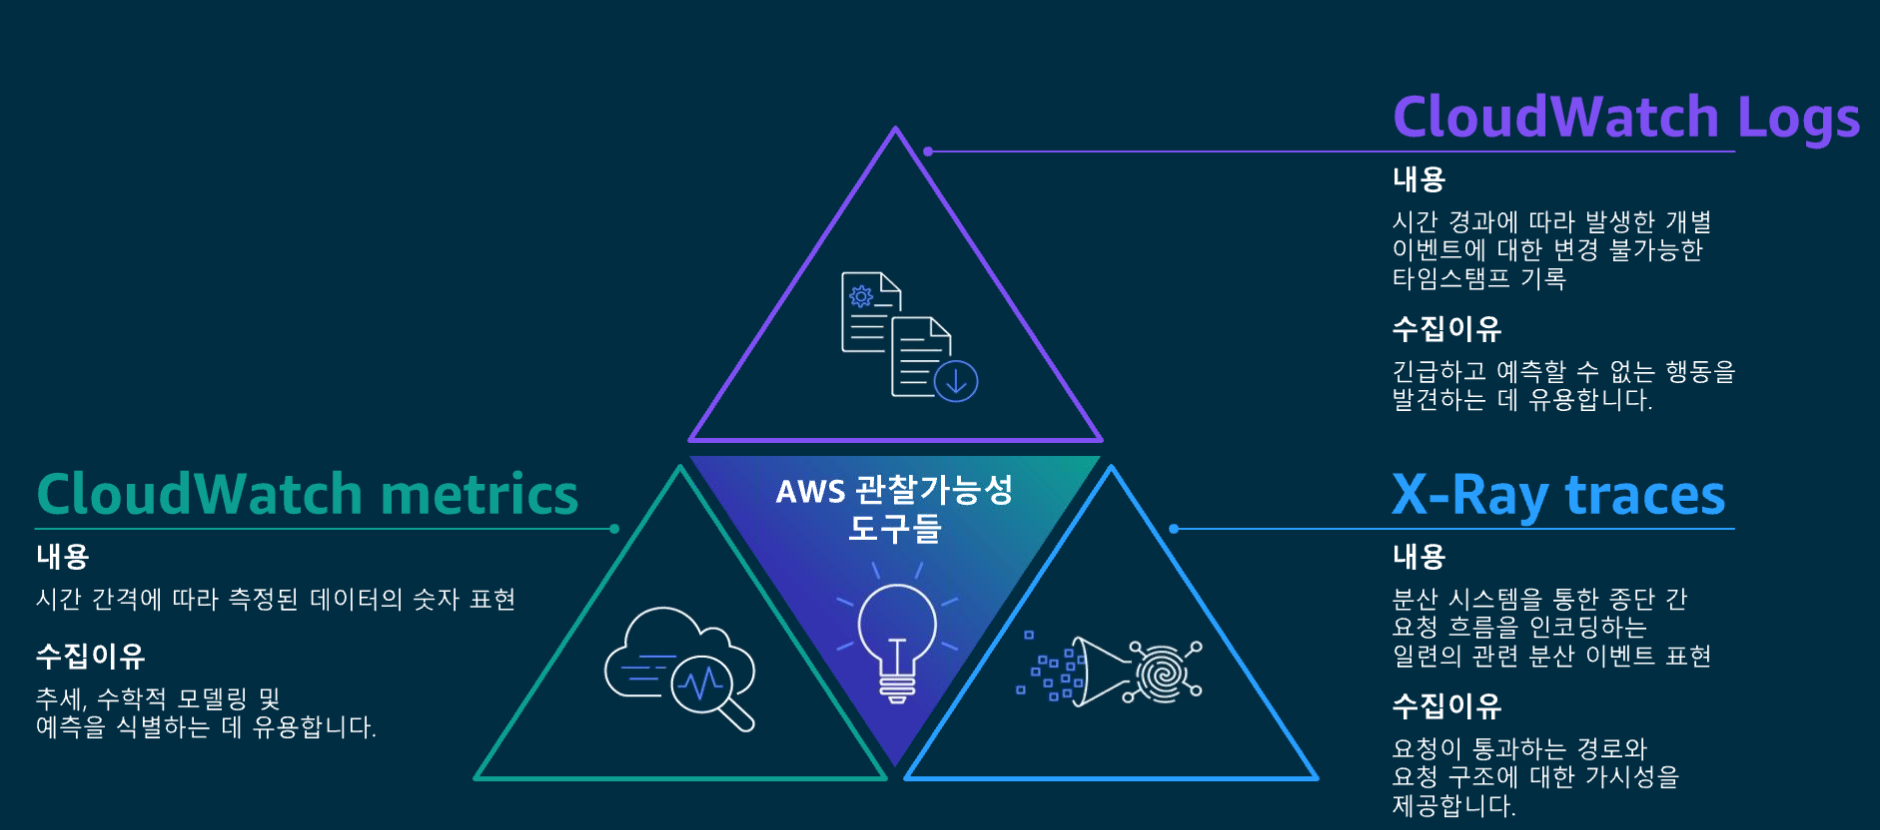 CloudWatch Logs
내용
시간 경과에 따라 발생한 개별
이벤트에 대한 변경 불가능한
타임스탬프 기록
수집이유
긴급하고 예측할 수 없는 행동을
발견하는 데 유용합니다.
CloudWatch metrics
내용
시간 간격에 따라 측정된 데이터의 숫자 표현
수집이유
추세, 수학적 모델링 및
예측을 식별하는 데 유용합니다.
AWS 관찰가능성
도구들
X-Ray traces
내용
분산 시스템을 통한 종단 간
요청 흐름을 인코딩하는
일련의 관련 분산 이벤트 표현
수집이유
요청이 통과하는 경로와
요청 구조에 대한 가시성을
제공합니다.